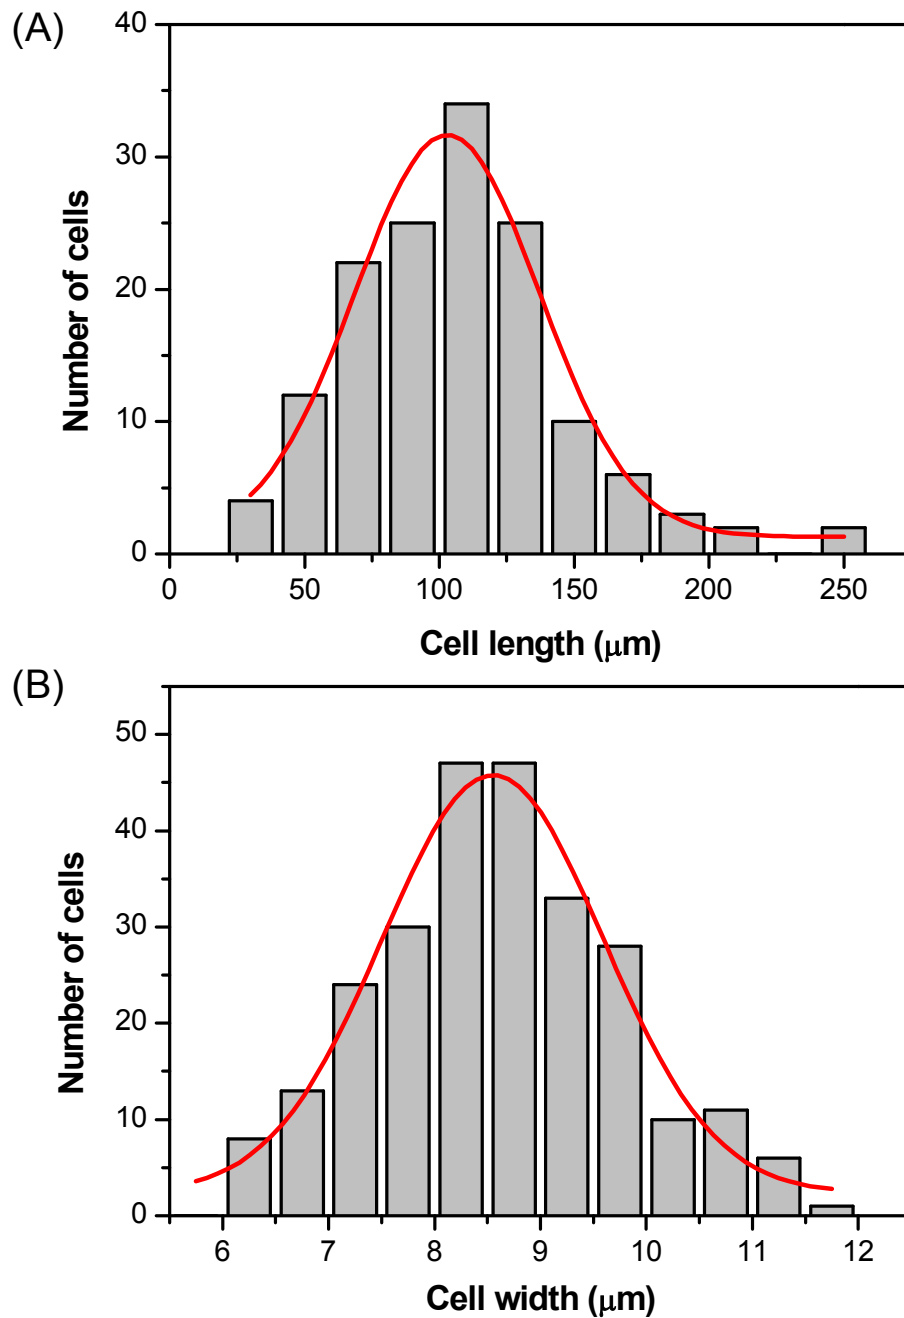 (A)
40
30
20
10
0
Number of cells
0 50 100 150 200 250
Cell length (μm)
(B)
50
40
30
20
10
0
Number of cells
6 7 8 9 10 11 12
Cell width (μm)